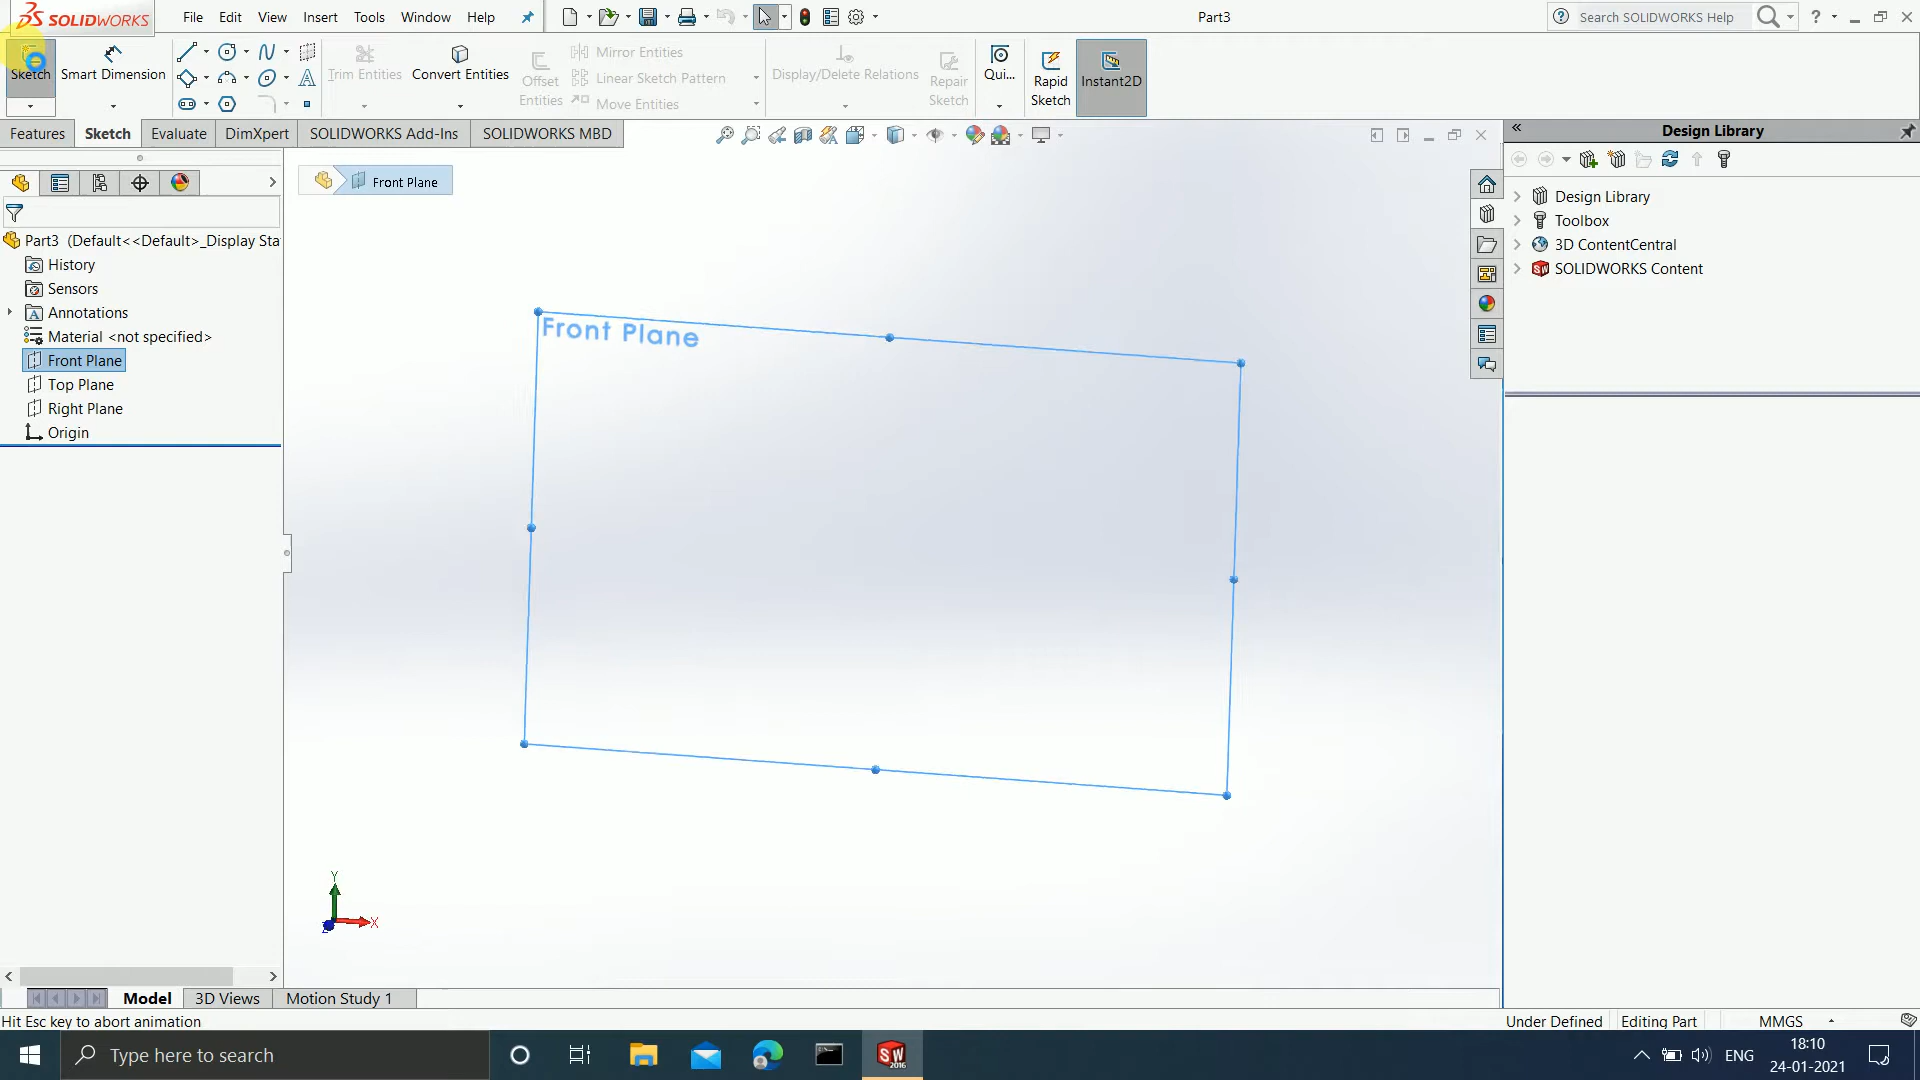 SOLIDWORKS
File Edit View Insert Tools Window Help
Part3
Search SOLIDWORKS Help
Sketch
Smart Dimension
Trim Entities
Convert Entities
Offset Entities
Mirror Entities
Linear Sketch Pattern
Move Entities
Display/Delete Relations
Repair Sketch
Qui...
Rapid Sketch
Instant2D
Features Sketch Evaluate DimXpert SOLIDWORKS Add-Ins SOLIDWORKS MBD
Design Library
Front Plane
Design Library
Toolbox
3D ContentCentral
SOLIDWORKS Content
Part3 (Default<<Default>_Display Sta
History
Sensors
Annotations
Material <not specified>
Front Plane
Top Plane
Right Plane
Origin
Front Plane
Y
X
Z
Model 3D Views Motion Study 1
Hit Esc key to abort animation
Under Defined Editing Part MMGS
Type here to search
SW
2016
ENG
18:10
24-01-2021